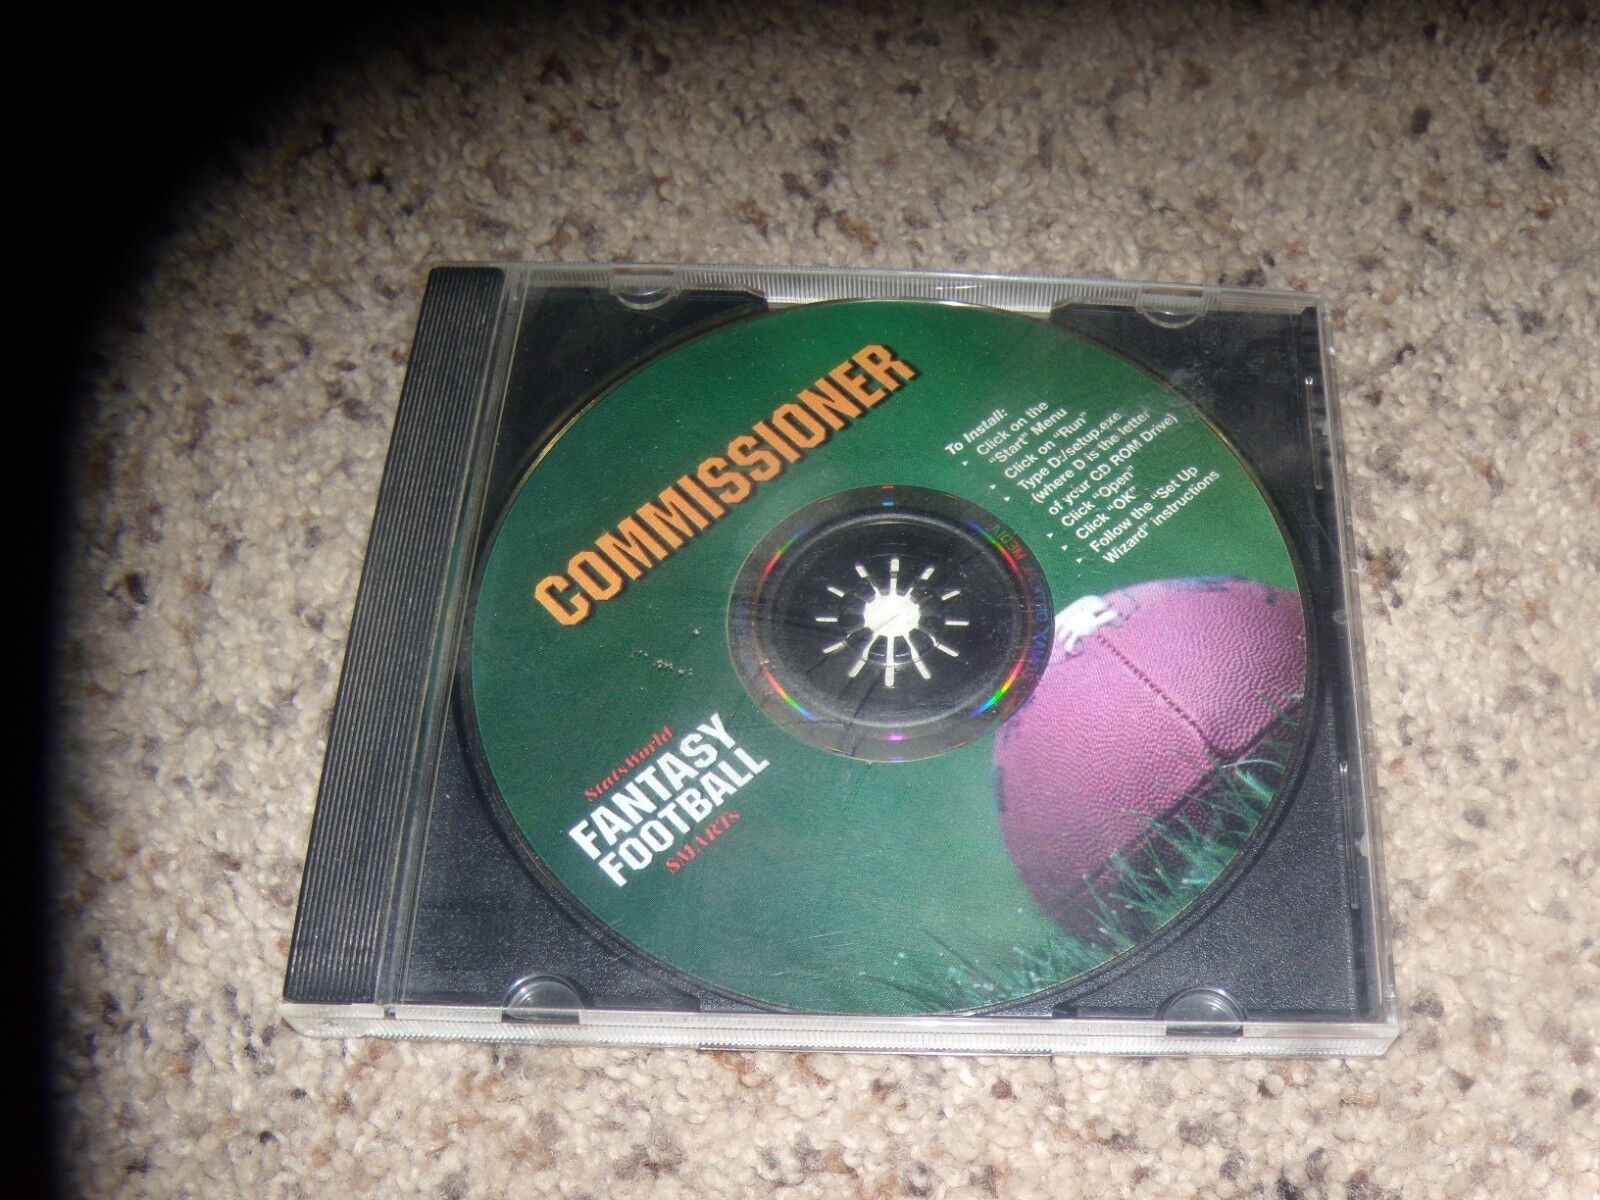 COMMISSIONER
To Install:
▸ Click on the
"Start" Menu
▸ Click on "Run"
▸ Type D:/setup.exe
(where D is the letter
of your CD ROM Drive)
▸ Click "Open"
▸ Click "OK"
▸ Follow the "Set Up
Wizard" instructions
StatsWorld
FANTASY
FOOTBALL
SMARTS